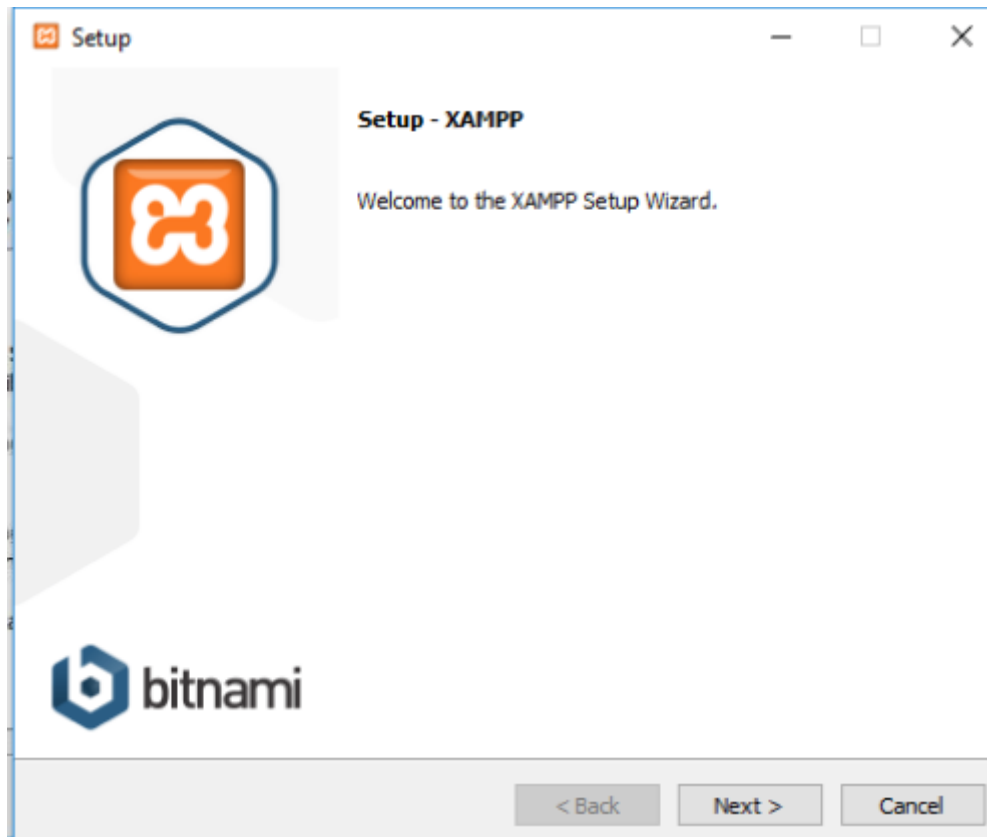 Setup
Setup - XAMPP
Welcome to the XAMPP Setup Wizard.
bitnami
< Back Next > Cancel